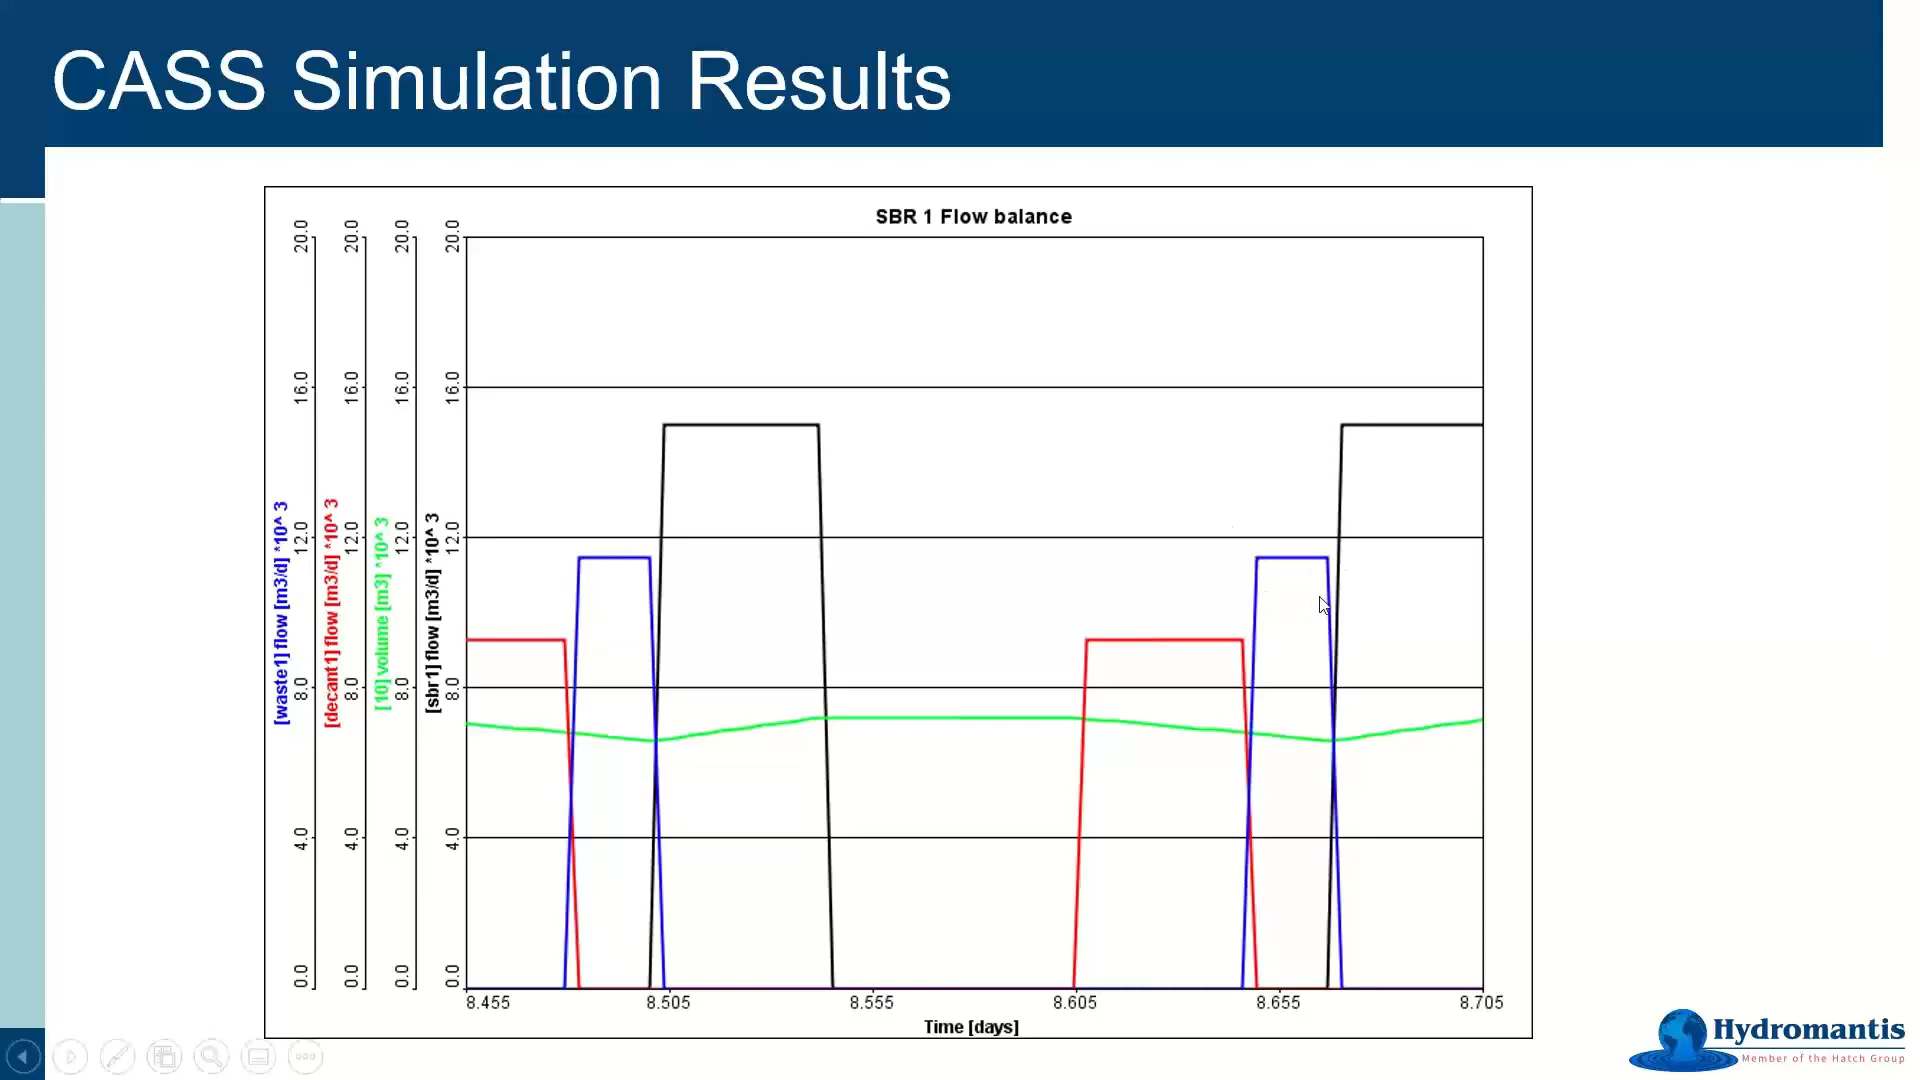 CASS Simulation Results
SBR 1 Flow balance
[waste1] flow [m3/d] *10^ 3
0.0 4.0 8.0 12.0 16.0 20.0
[decant1] flow [m3/d] *10^ 3
0.0 4.0 8.0 12.0 16.0 20.0
[10] volume [m3] *10^ 3
0.0 4.0 8.0 12.0 16.0 20.0
[sbr1] flow [m3/d] *10^ 3
0.0 4.0 8.0 12.0 16.0 20.0
8.455 8.505 8.555 8.605 8.655 8.705
Time [days]
Hydromantis
Member of the Hatch Group